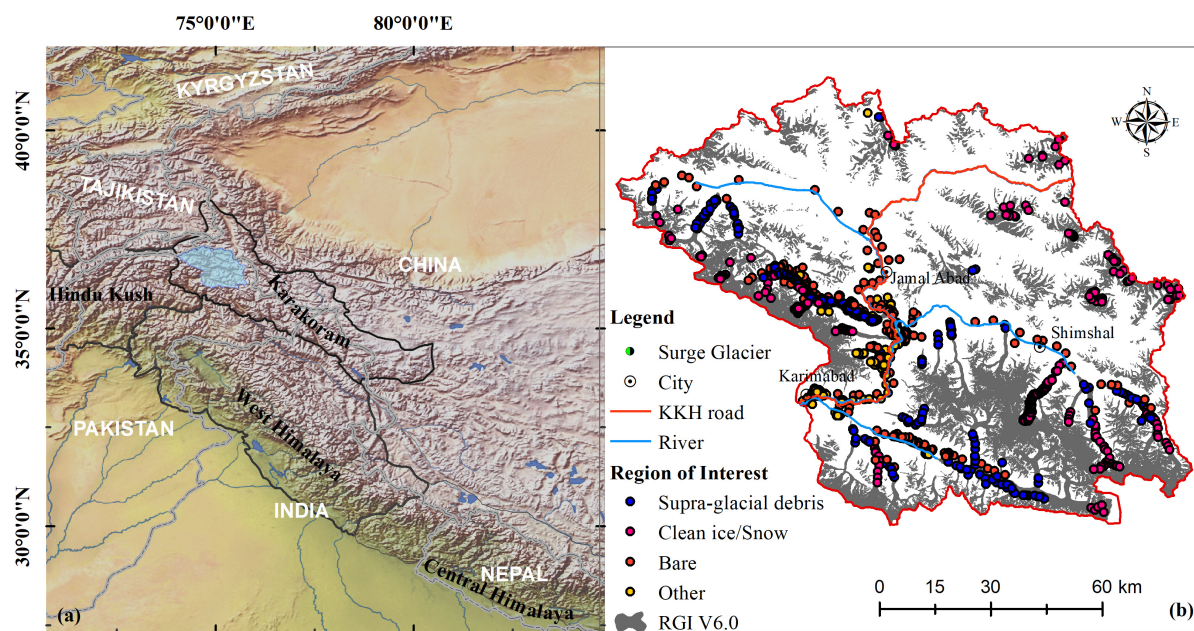 75°0'0"E
80°0'0"E
40°0'0"N
35°0'0"N
30°0'0"N
KYRGYZSTAN
TAJIKISTAN
CHINA
Hindu Kush
Karakoram
West Himalaya
PAKISTAN
INDIA
NEPAL
Central Himalaya
(a)
N
W
E
S
Jamal Abad
Shimshal
Karimabad
Legend
Surge Glacier
City
KKH road
River
Region of Interest
Supra-glacial debris
Clean ice/Snow
Bare
Other
RGI V6.0
0 15 30 60 km
(b)